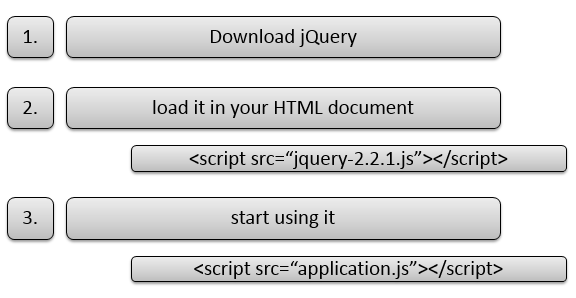 1. Download jQuery
2. load it in your HTML document
<script src=“jquery-2.2.1.js”></script>
3. start using it
<script src=“application.js”></script>